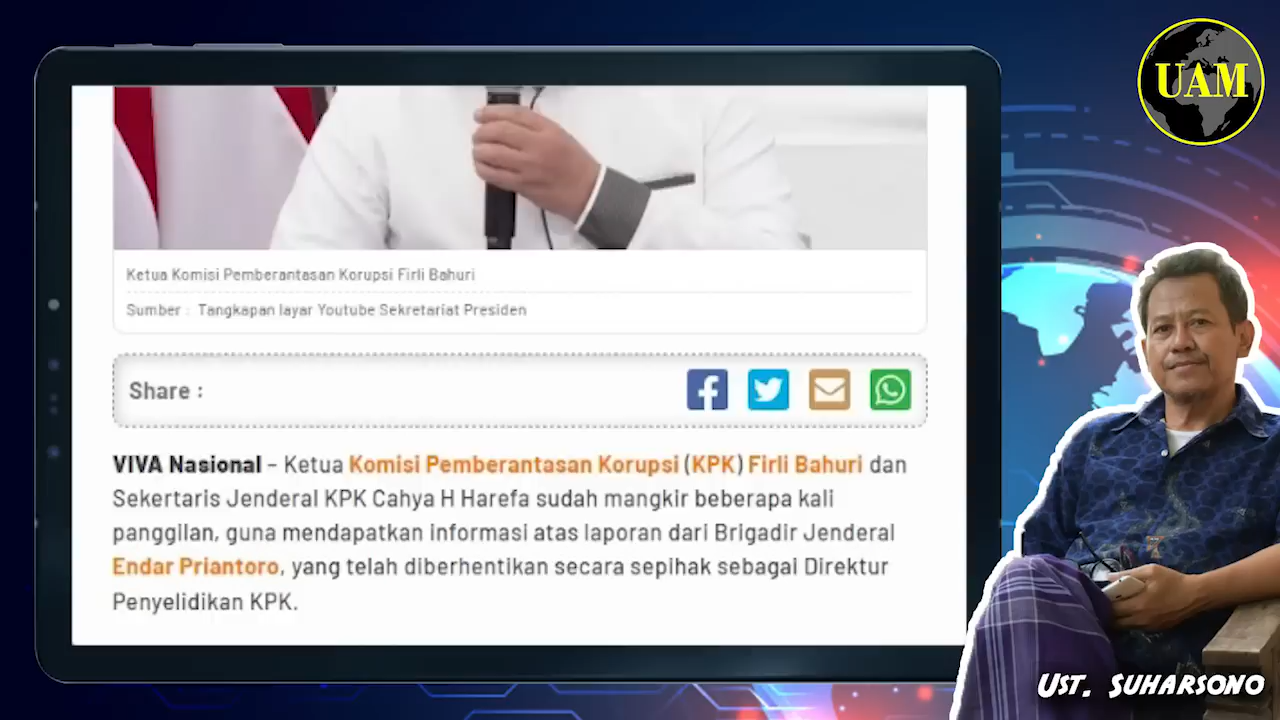 UAM
Ketua Komisi Pemberantasan Korupsi Firli Bahuri
Sumber : Tangkapan layar Youtube Sekretariat Presiden
Share :
VIVA Nasional – Ketua Komisi Pemberantasan Korupsi (KPK) Firli Bahuri dan
Sekertaris Jenderal KPK Cahya H Harefa sudah mangkir beberapa kali
panggilan, guna mendapatkan informasi atas laporan dari Brigadir Jenderal
Endar Priantoro, yang telah diberhentikan secara sepihak sebagai Direktur
Penyelidikan KPK.
Ust. Suharsono